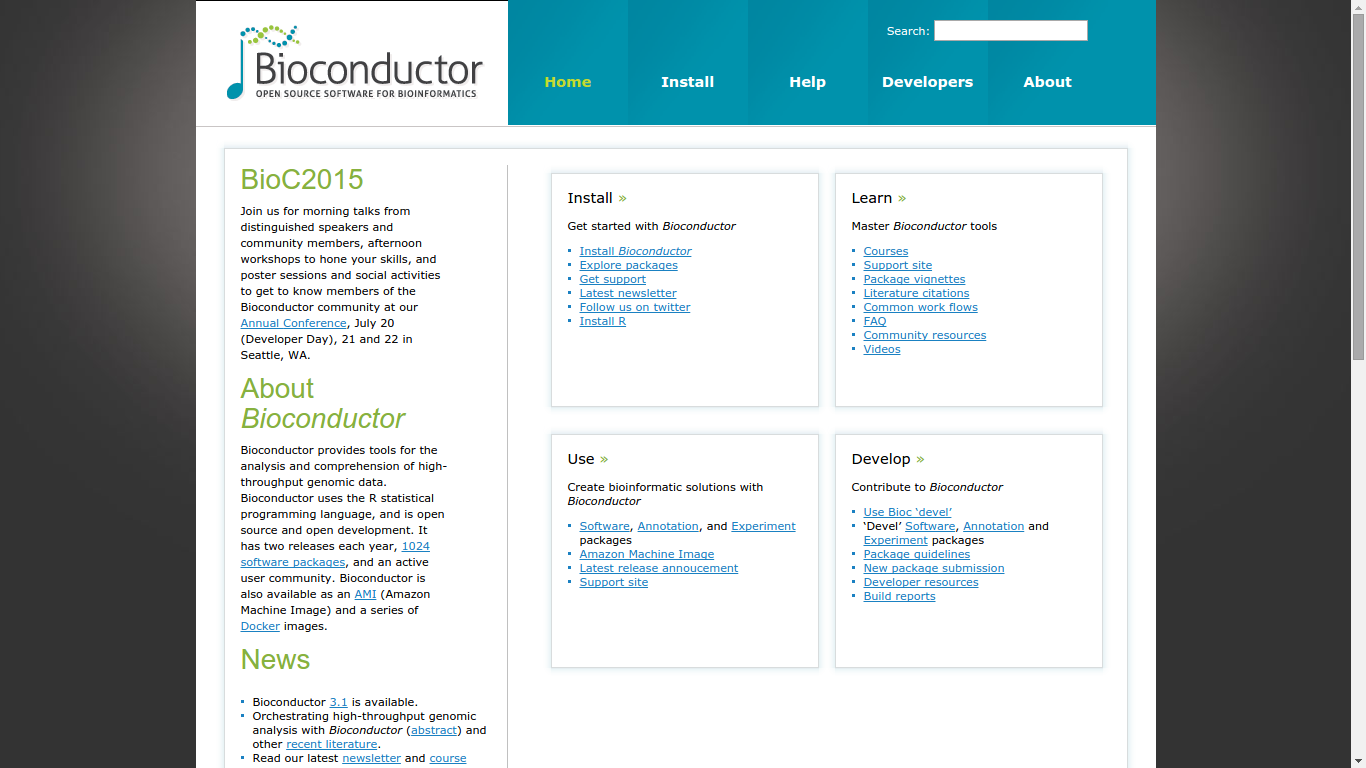 Bioconductor
OPEN SOURCE SOFTWARE FOR BIOINFORMATICS
Search:
Home
Install
Help
Developers
About
BioC2015
Join us for morning talks from
distinguished speakers and
community members, afternoon
workshops to hone your skills, and
poster sessions and social activities
to get to know members of the
Bioconductor community at our
Annual Conference, July 20
(Developer Day), 21 and 22 in
Seattle, WA.
About
Bioconductor
Bioconductor provides tools for the
analysis and comprehension of high-
throughput genomic data.
Bioconductor uses the R statistical
programming language, and is open
source and open development. It
has two releases each year, 1024
software packages, and an active
user community. Bioconductor is
also available as an AMI (Amazon
Machine Image) and a series of
Docker images.
News
Bioconductor 3.1 is available.
Orchestrating high-throughput genomic
analysis with Bioconductor (abstract) and
other recent literature.
Read our latest newsletter and course
Install »
Get started with Bioconductor
Install Bioconductor
Explore packages
Get support
Latest newsletter
Follow us on twitter
Install R
Learn »
Master Bioconductor tools
Courses
Support site
Package vignettes
Literature citations
Common work flows
FAQ
Community resources
Videos
Use »
Create bioinformatic solutions with
Bioconductor
Software, Annotation, and Experiment
packages
Amazon Machine Image
Latest release annoucement
Support site
Develop »
Contribute to Bioconductor
Use Bioc ‘devel’
‘Devel’ Software, Annotation and
Experiment packages
Package guidelines
New package submission
Developer resources
Build reports